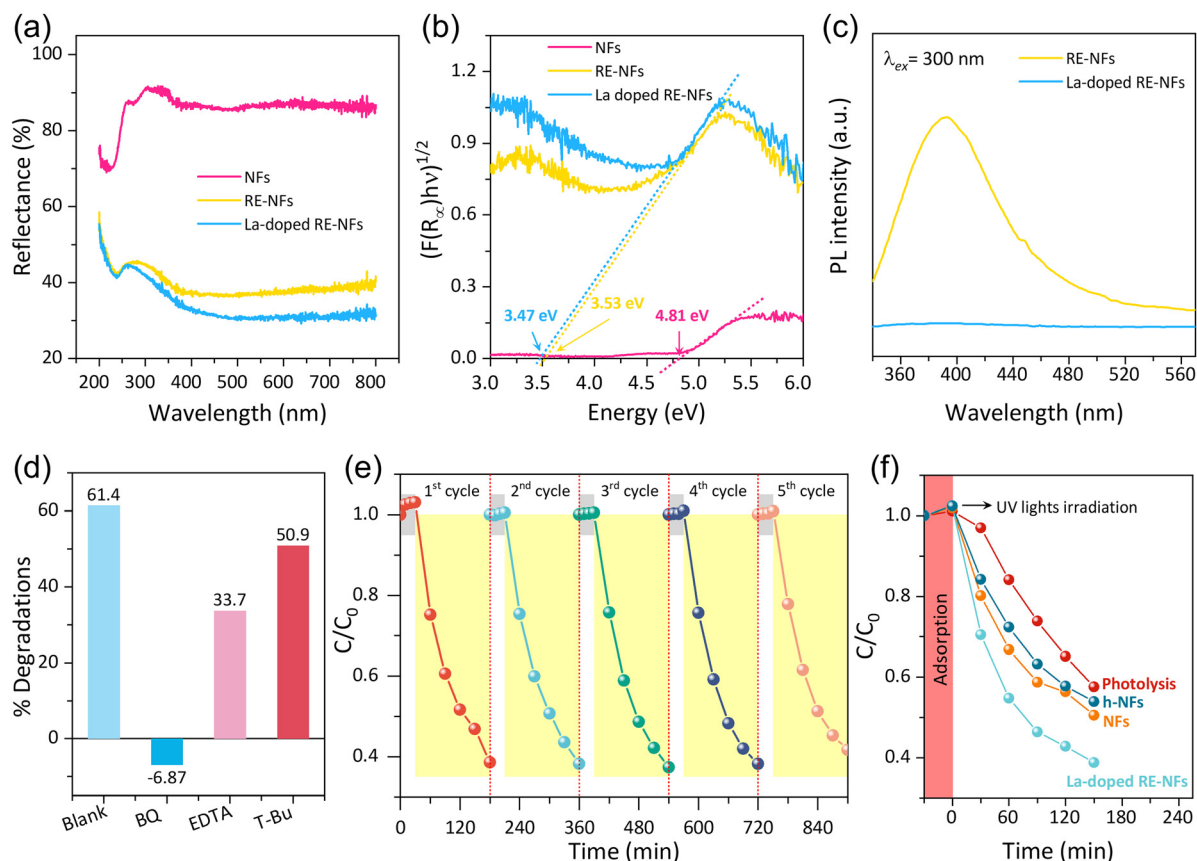 (a)
100
80
60
40
20
Reflectance (%)
NFs
RE-NFs
La-doped RE-NFs
200 300 400 500 600 700 800
Wavelength (nm)
(b)
1.2
0.9
0.6
0.3
0.0
(F(R∝)hν)1/2
NFs
RE-NFs
La doped RE-NFs
3.47 eV
3.53 eV
4.81 eV
3.0 3.5 4.0 4.5 5.0 5.5 6.0
Energy (eV)
(c)
λex= 300 nm
RE-NFs
La-doped RE-NFs
PL intensity (a.u.)
360 400 440 480 520 560
Wavelength (nm)
(d)
60
40
20
0
% Degradations
61.4
-6.87
33.7
50.9
Blank BQ EDTA T-Bu
(e)
1st cycle 2nd cycle 3rd cycle 4th cycle 5th cycle
1.0
0.8
0.6
0.4
C/C0
0 120 240 360 480 600 720 840
Time (min)
(f)
UV lights irradiation
1.0
0.8
0.6
0.4
C/C0
Adsorption
Photolysis
h-NFs
NFs
La-doped RE-NFs
0 60 120 180 240
Time (min)